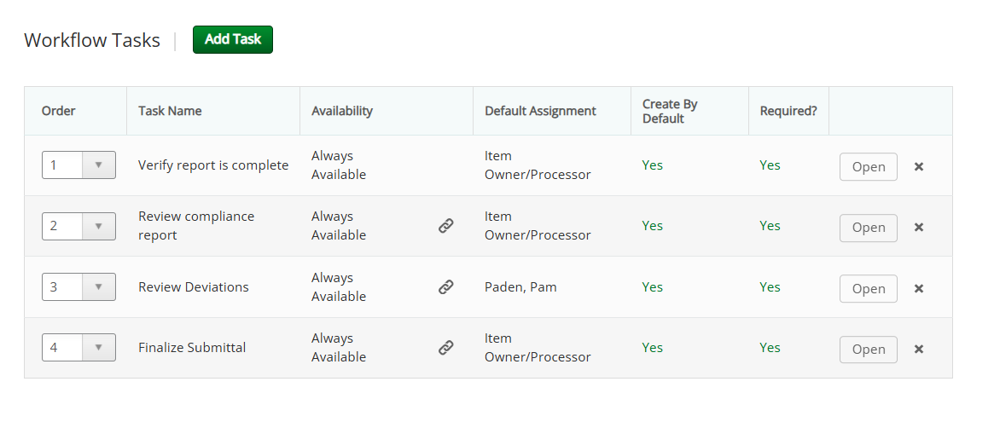 Workflow Tasks
Add Task
Order
Task Name
Availability
Default Assignment
Create By
Default
Required?
1
Verify report is complete
Always
Available
Item
Owner/Processor
Yes
Yes
Open
2
Review compliance
report
Always
Available
Item
Owner/Processor
Yes
Yes
Open
3
Review Deviations
Always
Available
Paden, Pam
Yes
Yes
Open
4
Finalize Submittal
Always
Available
Item
Owner/Processor
Yes
Yes
Open